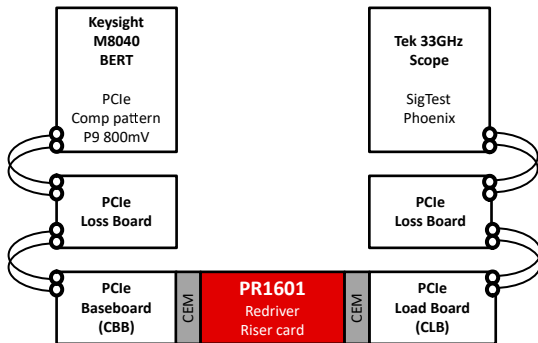 Keysight
M8040
BERT
PCIe
Comp pattern
P9 800mV
Tek 33GHz
Scope
SigTest
Phoenix
PCIe
Loss Board
PCIe
Loss Board
PCIe
Baseboard
(CBB)
CEM
PR1601
Redriver
Riser card
CEM
PCIe
Load Board
(CLB)